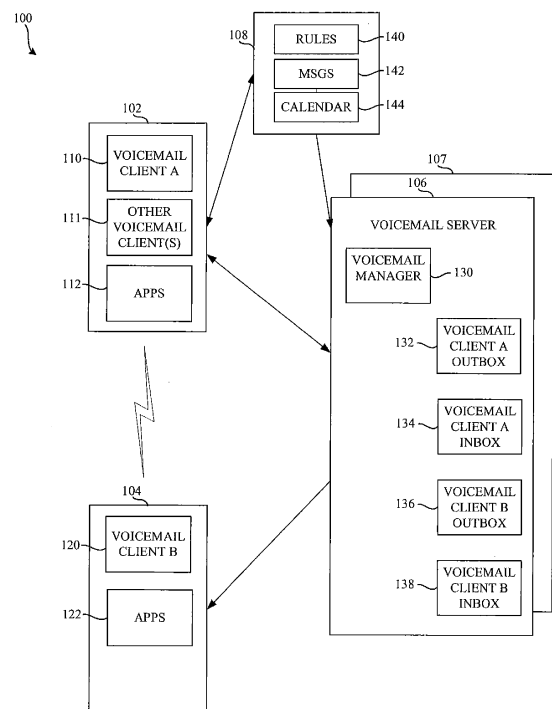 100
108
RULES
140
MSGS
142
CALENDAR
144
102
110
VOICEMAIL
CLIENT A
111
OTHER
VOICEMAIL
CLIENT(S)
112
APPS
107
106
VOICEMAIL SERVER
VOICEMAIL
MANAGER
130
132
VOICEMAIL
CLIENT A
OUTBOX
134
VOICEMAIL
CLIENT A
INBOX
136
VOICEMAIL
CLIENT B
OUTBOX
138
VOICEMAIL
CLIENT B
INBOX
104
120
VOICEMAIL
CLIENT B
122
APPS